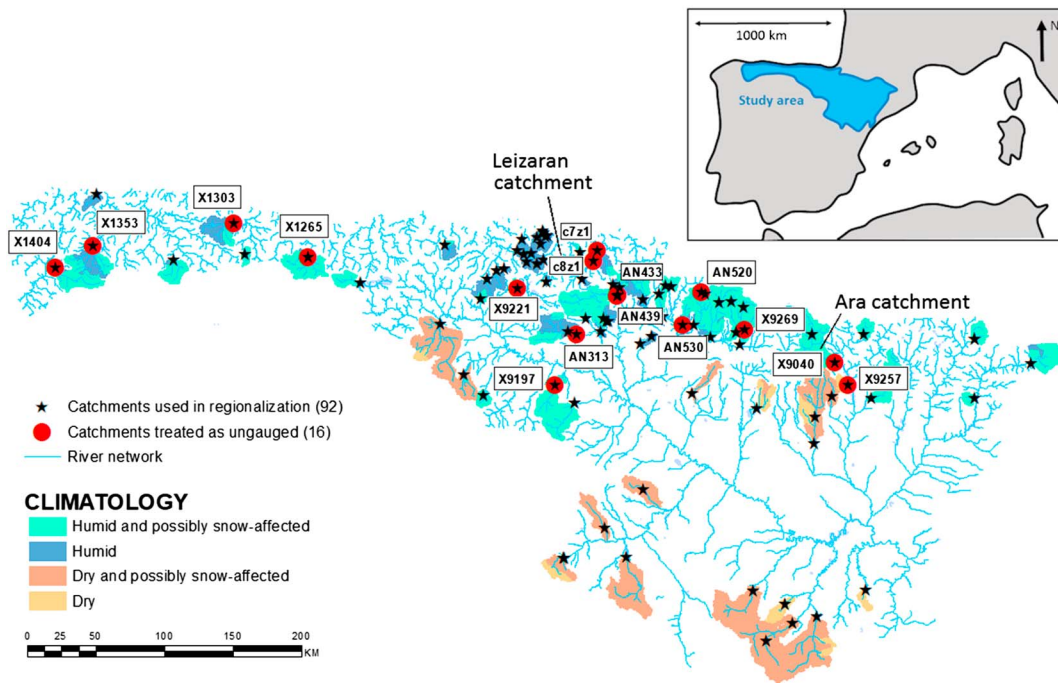 1000 km
N
Study area
Leizaran
catchment
X1303
X1353
X1265
X1404
c7z1
c8z1
AN433
AN520
X9221
AN439
X9269
Ara catchment
AN313
AN530
X9040
X9197
X9257
Catchments used in regionalization (92)
Catchments treated as ungauged (16)
River network
CLIMATOLOGY
Humid and possibly snow-affected
Humid
Dry and possibly snow-affected
Dry
0 25 50 100 150 200
KM